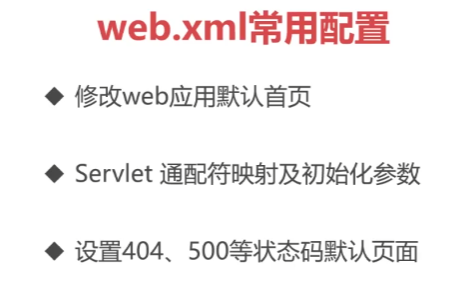 web.xml常用配置
◆ 修改web应用默认首页
◆ Servlet 通配符映射及初始化参数
◆ 设置404、500等状态码默认页面